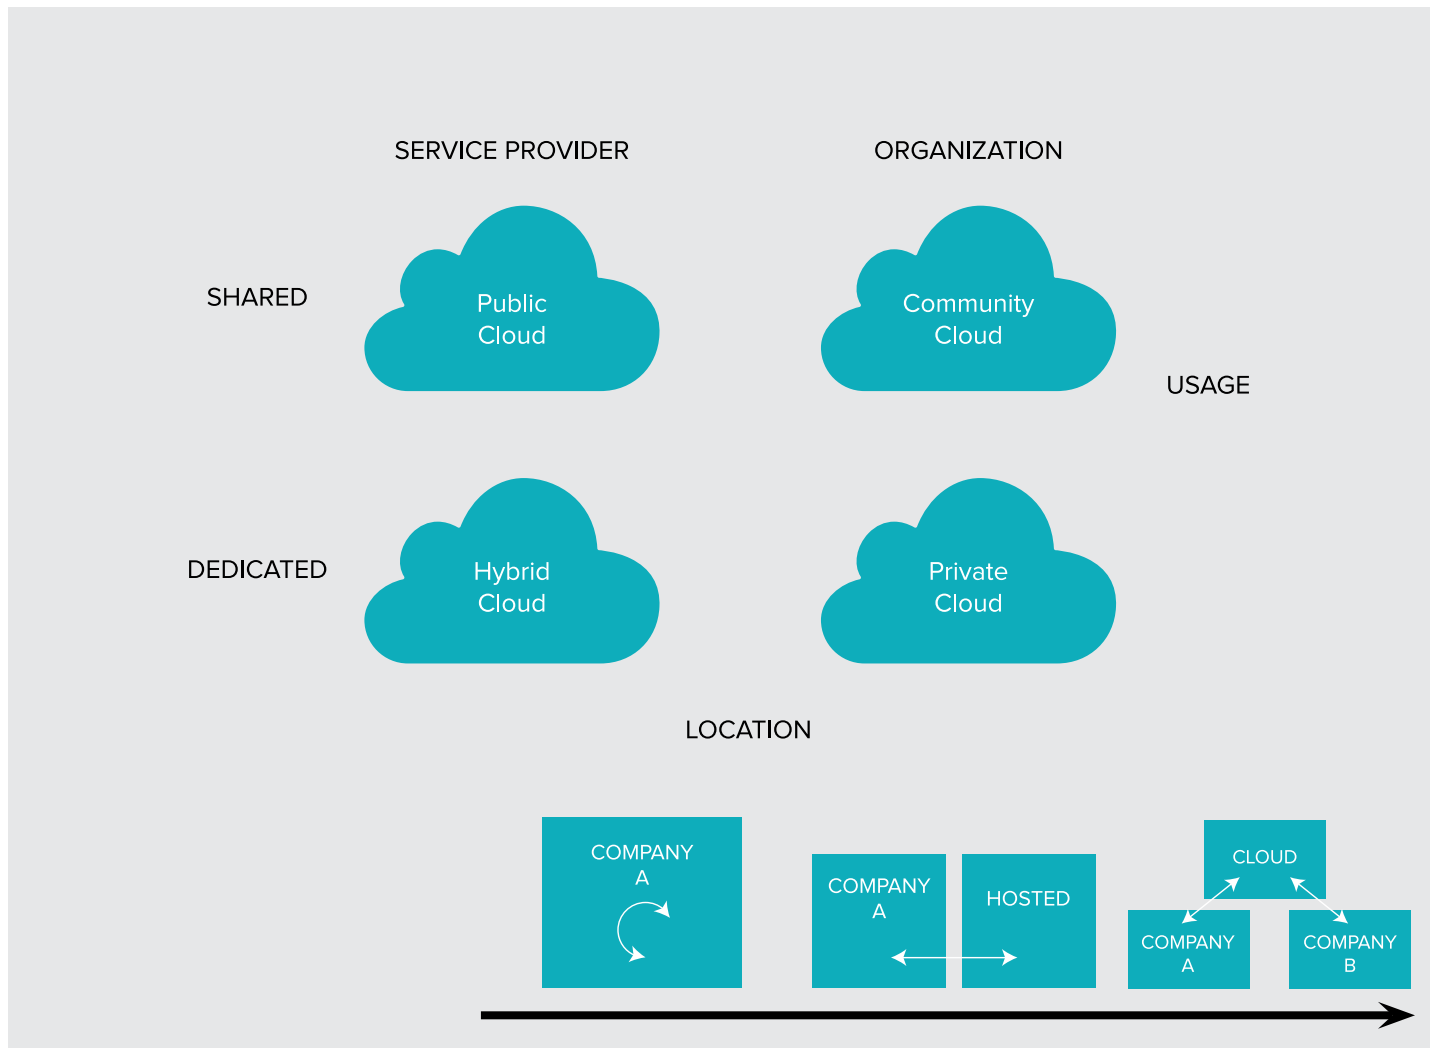 SERVICE PROVIDER
ORGANIZATION
SHARED
Public
Cloud
Community
Cloud
USAGE
DEDICATED
Hybrid
Cloud
Private
Cloud
LOCATION
COMPANY
A
COMPANY
A
HOSTED
CLOUD
COMPANY
A
COMPANY
B